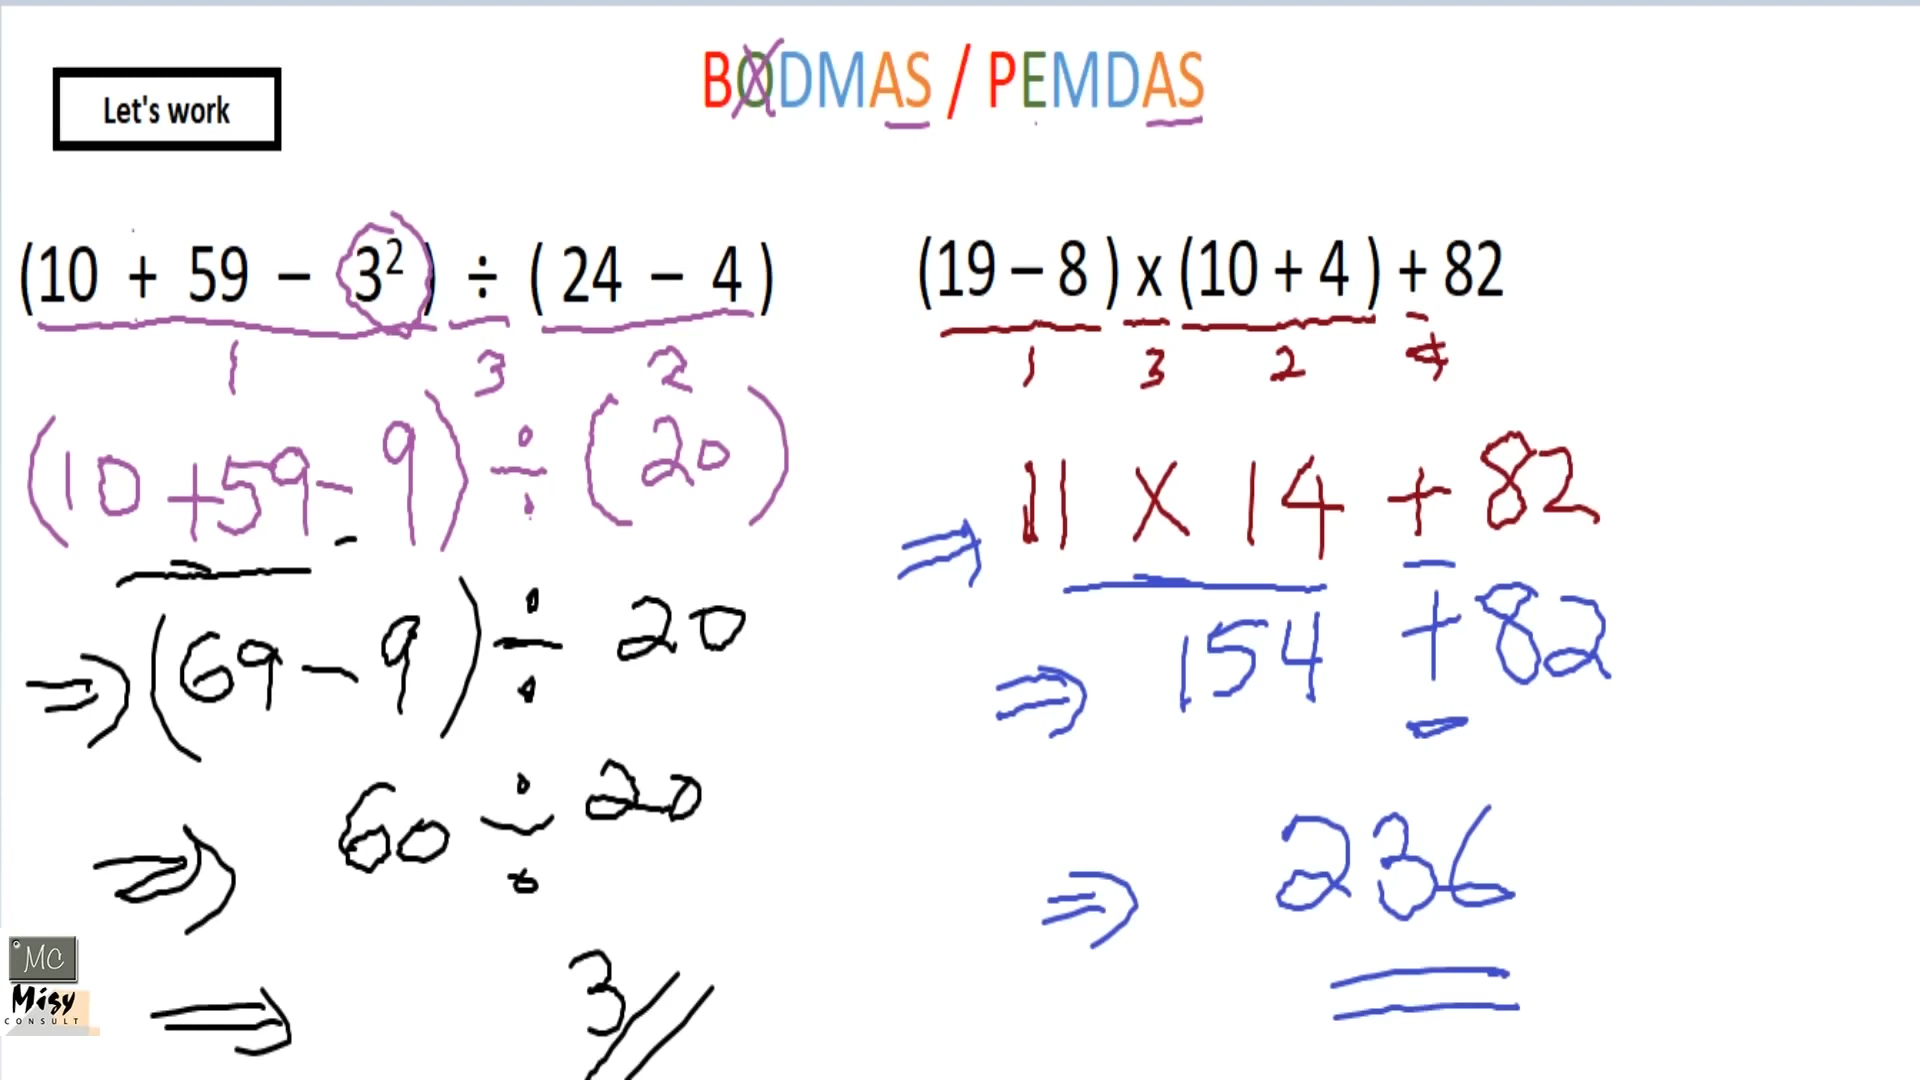 BODMAS / PEMDAS
Let's work
(10 + 59 – 3²) ÷ ( 24 – 4 )
1 3 2
(10 + 59 - 9) ÷ (20)
⇒ (69 - 9) ÷ 20
⇒ 60 ÷ 20
⇒ 3
(19 – 8 ) x (10 + 4 ) + 82
1 3 2 4
⇒ 11 x 14 + 82
⇒ 154 + 82
⇒ 236
MC
Misy
CONSULT